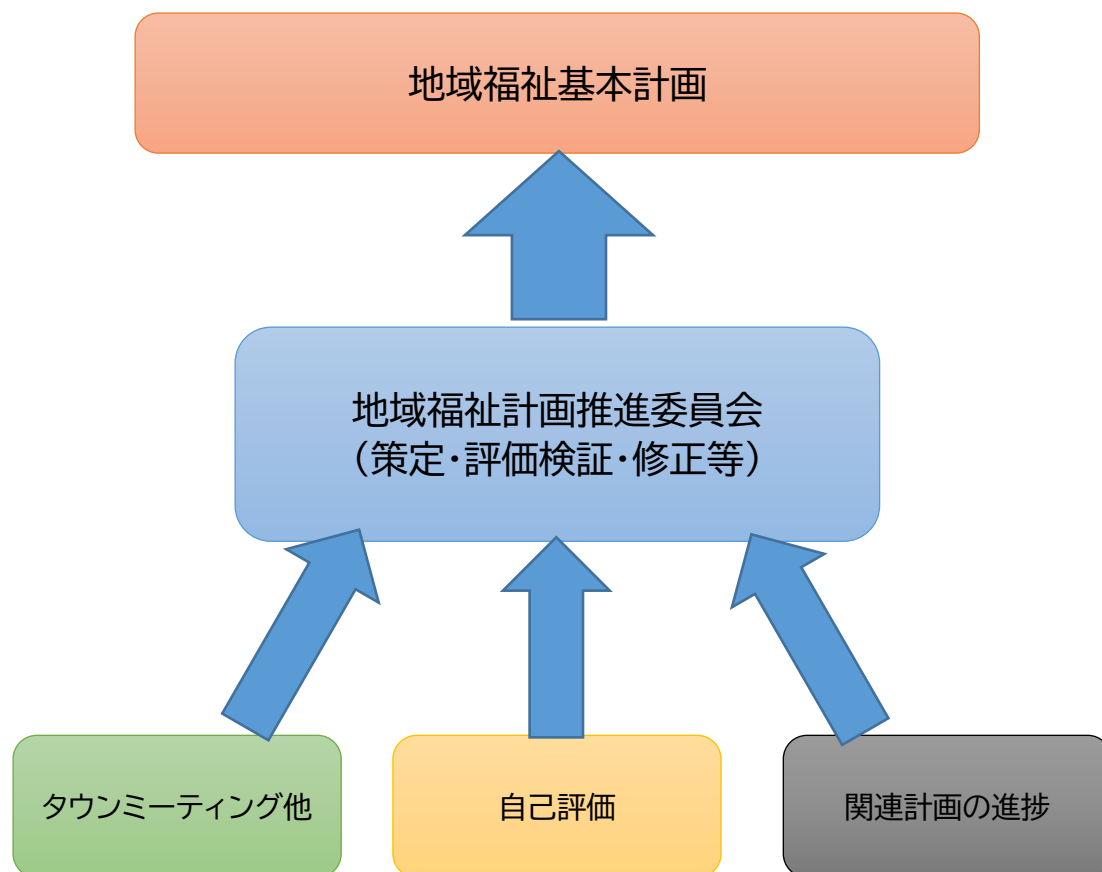 地域福祉基本計画
地域福祉計画推進委員会
（策定・評価検証・修正等）
タウンミーティング他
自己評価
関連計画の進捗